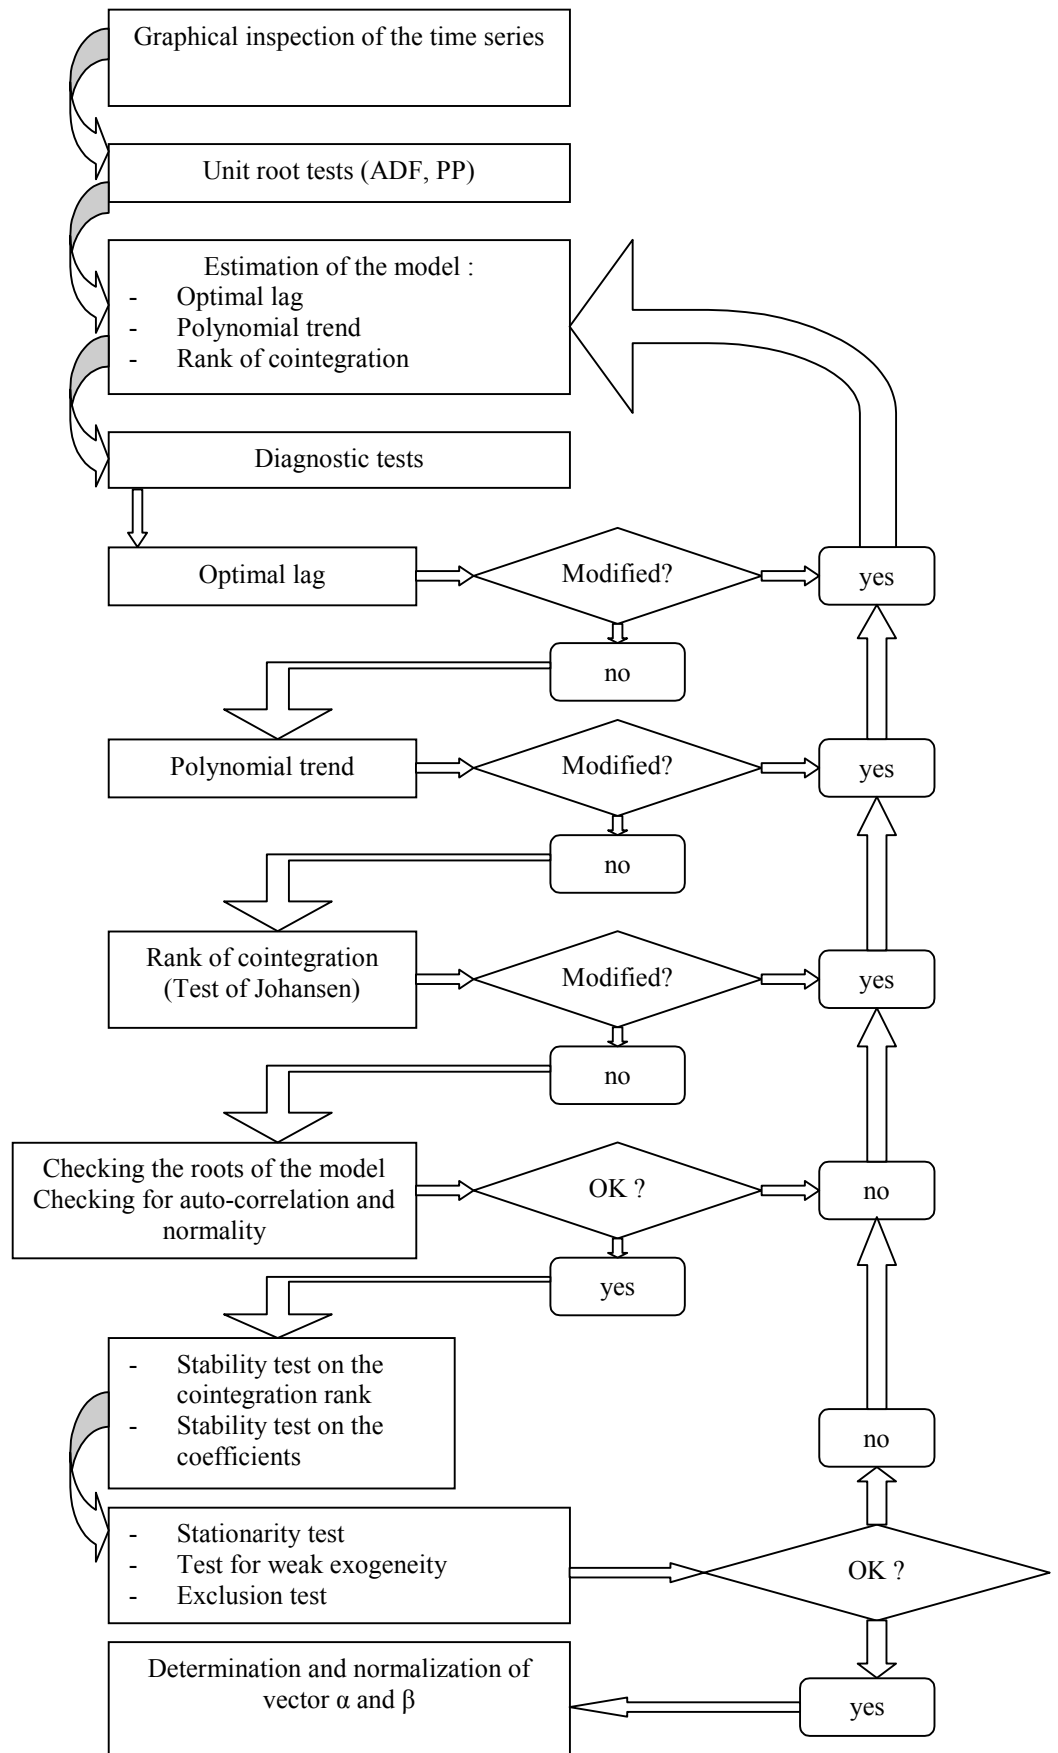 Graphical inspection of the time series
Unit root tests (ADF, PP)
Estimation of the model :
- Optimal lag
- Polynomial trend
- Rank of cointegration
Diagnostic tests
Optimal lag
Modified?
yes
no
Polynomial trend
Modified?
yes
no
Rank of cointegration
(Test of Johansen)
Modified?
yes
no
Checking the roots of the model
Checking for auto-correlation and
normality
OK ?
no
yes
- Stability test on the
cointegration rank
- Stability test on the
coefficients
no
- Stationarity test
- Test for weak exogeneity
- Exclusion test
OK ?
Determination and normalization of
vector α and β
yes